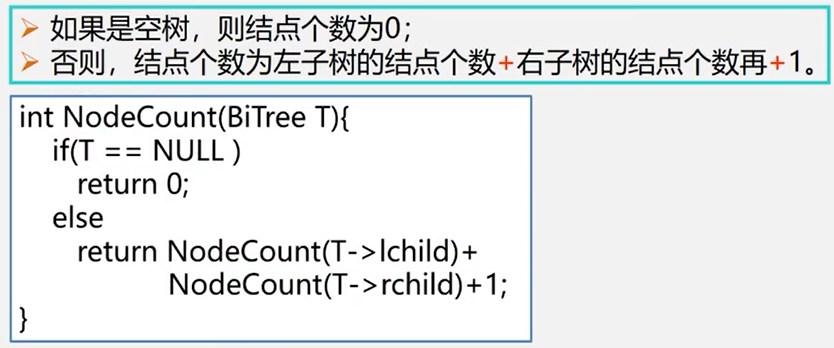 ➢ 如果是空树，则结点个数为0；
➢ 否则，结点个数为左子树的结点个数+右子树的结点个数再+1。
int NodeCount(BiTree T){
if(T == NULL )
return 0;
else
return NodeCount(T->lchild)+
NodeCount(T->rchild)+1;
}